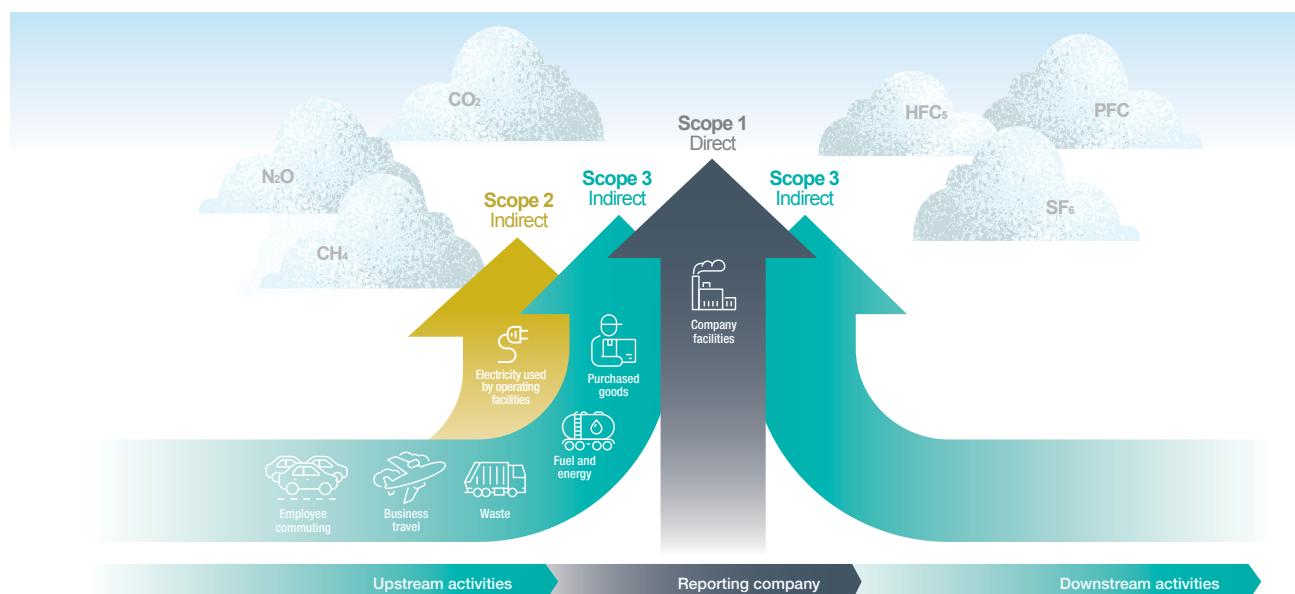 CO₂
HFC₅
PFC
Scope 1
Direct
N₂O
Scope 3
Indirect
Scope 3
Indirect
Scope 2
Indirect
SF₆
CH₄
Company
facilities
Electricity used
by operating
facilities
Purchased
goods
Fuel and
energy
Employee
commuting
Business
travel
Waste
Upstream activities
Reporting company
Downstream activities